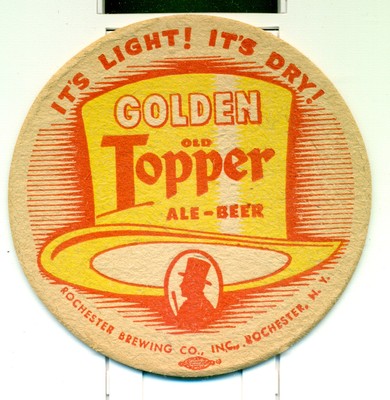 IT'S LIGHT! IT'S DRY!
GOLDEN
OLD
Topper
ALE-BEER
ROCHESTER BREWING CO., INC., ROCHESTER, N.Y.